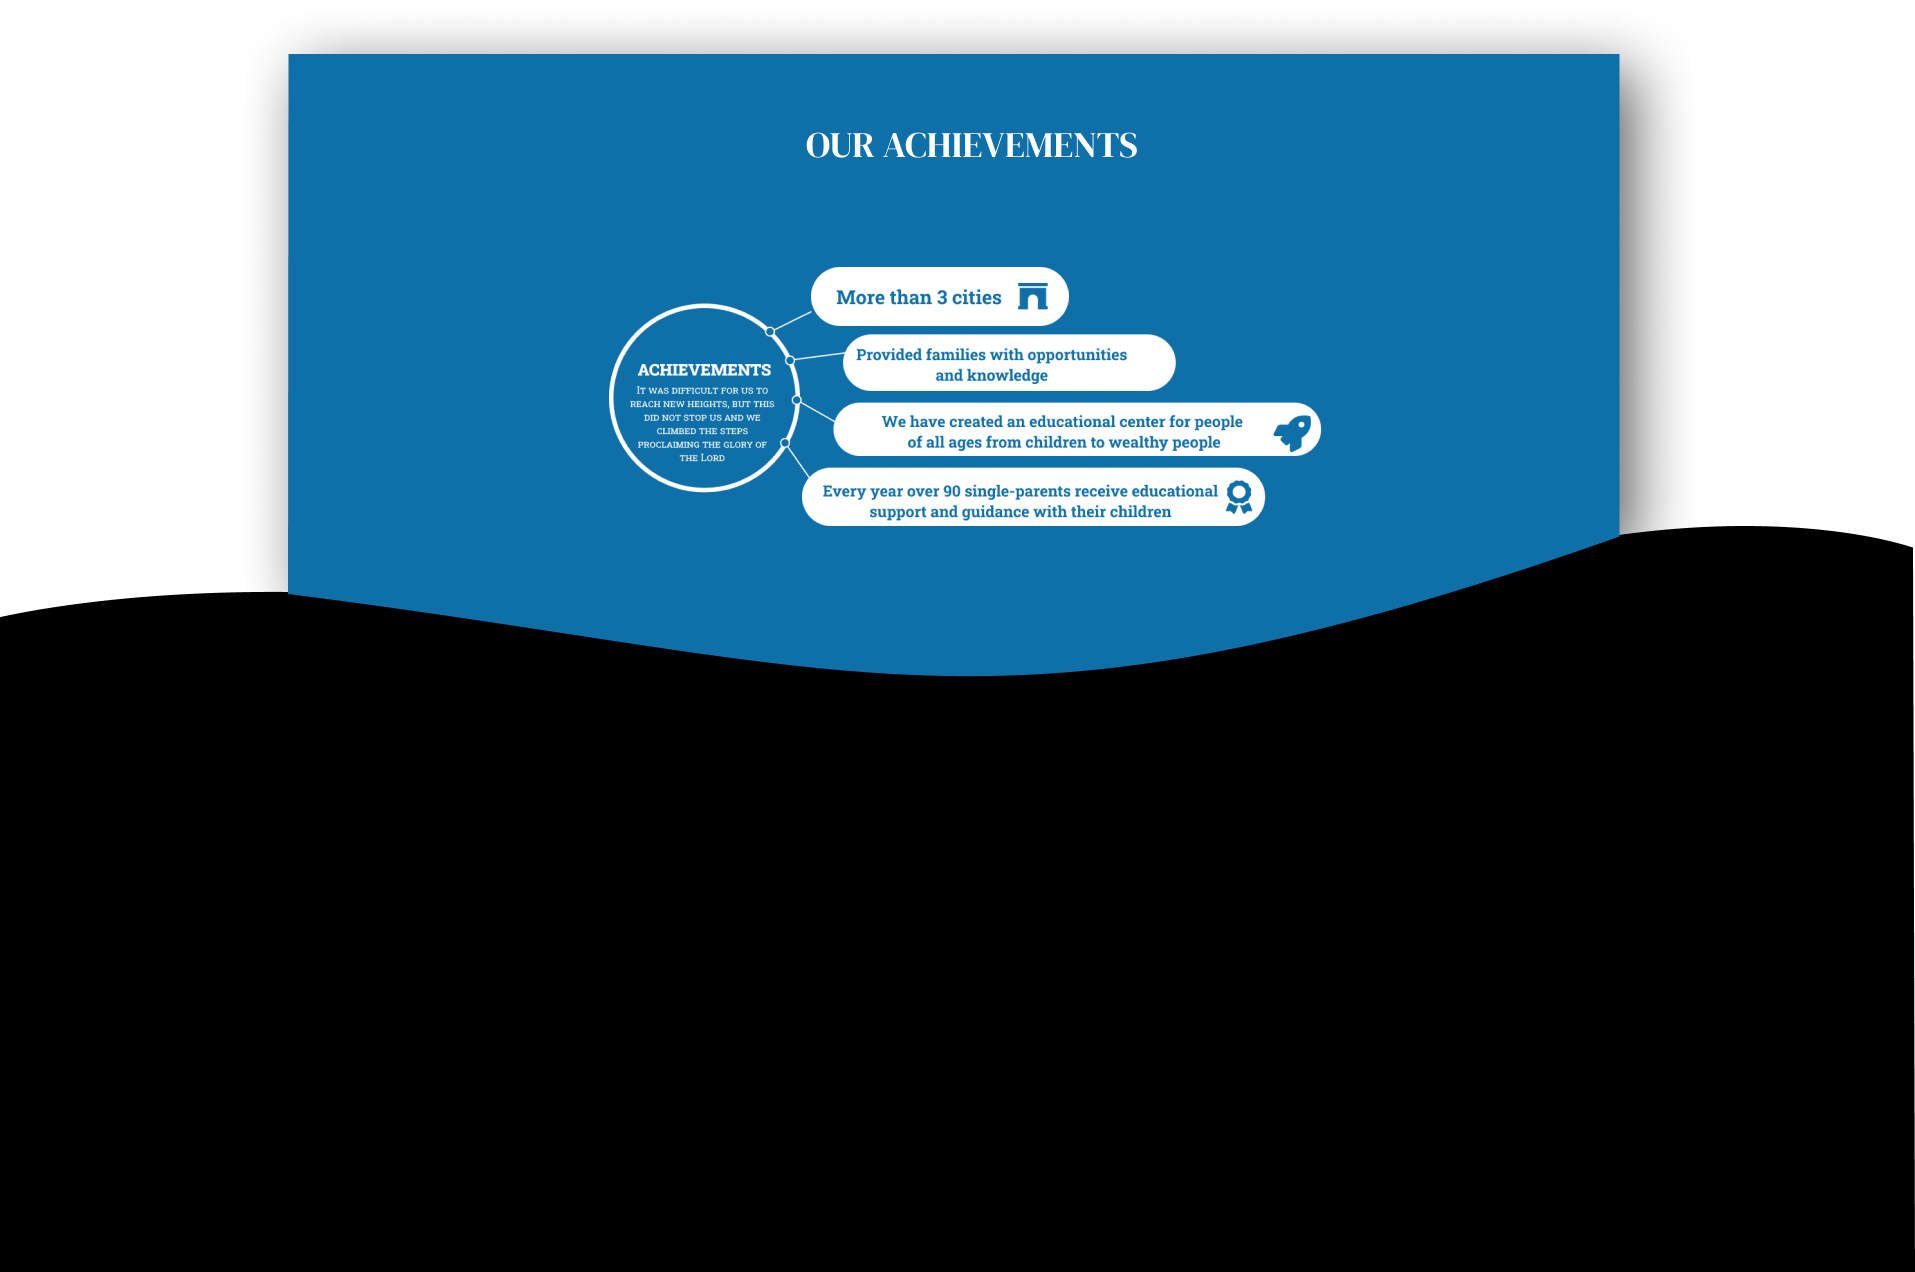 OUR ACHIEVEMENTS
More than 3 cities
Provided families with opportunities
and knowledge
ACHIEVEMENTS
It was difficult for us to
reach new heights, but this
did not stop us and we
climbed the steps
proclaiming the glory of
the Lord
We have created an educational center for people
of all ages from children to wealthy people
Every year over 90 single-parents receive educational
support and guidance with their children